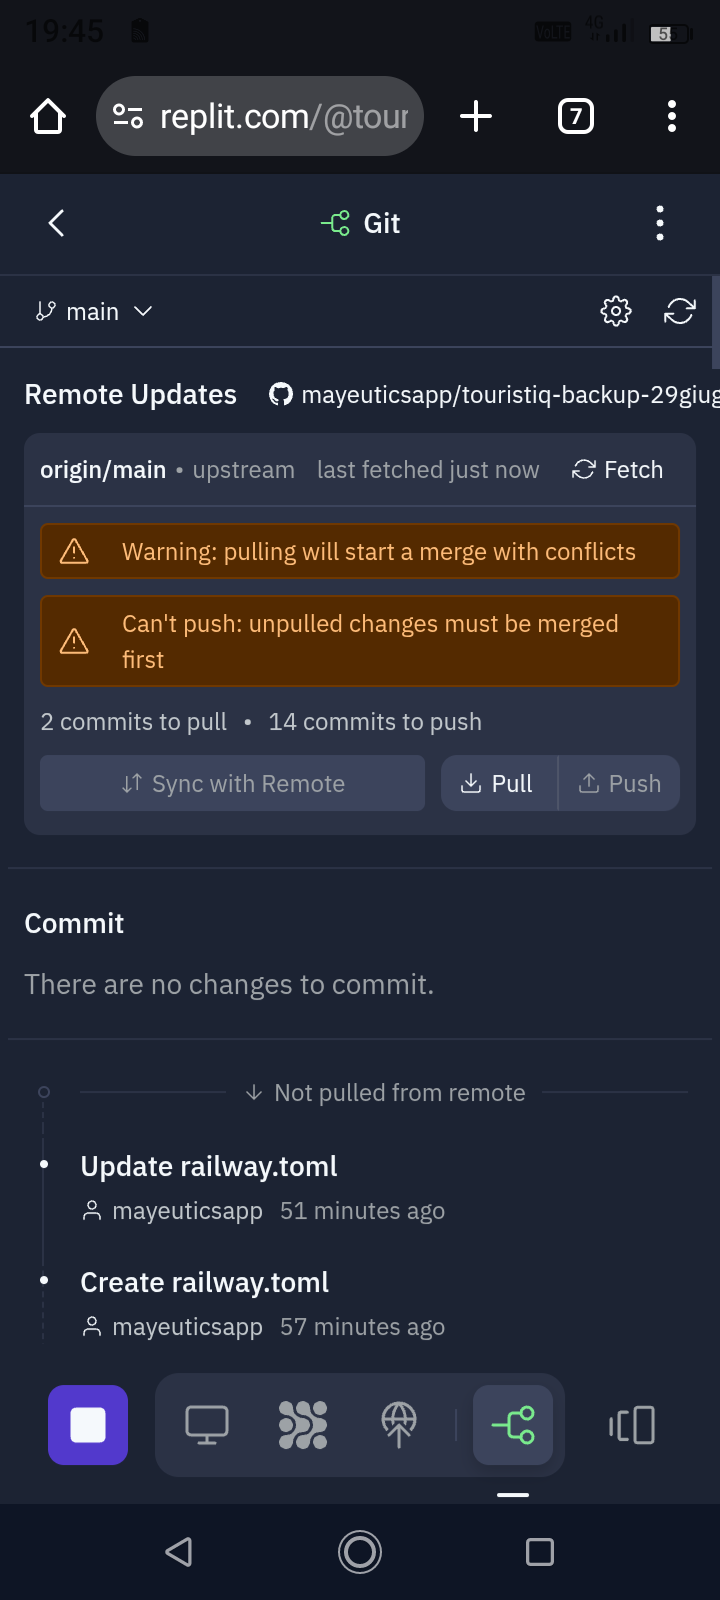 19:45
VoLTE 4G 55
replit.com/@tour
7
Git
main
Remote Updates mayeuticsapp/touristiq-backup-29giug
origin/main • upstream last fetched just now Fetch
Warning: pulling will start a merge with conflicts
Can't push: unpulled changes must be merged
first
2 commits to pull • 14 commits to push
Sync with Remote Pull Push
Commit
There are no changes to commit.
Not pulled from remote
Update railway.toml
mayeuticsapp 51 minutes ago
Create railway.toml
mayeuticsapp 57 minutes ago